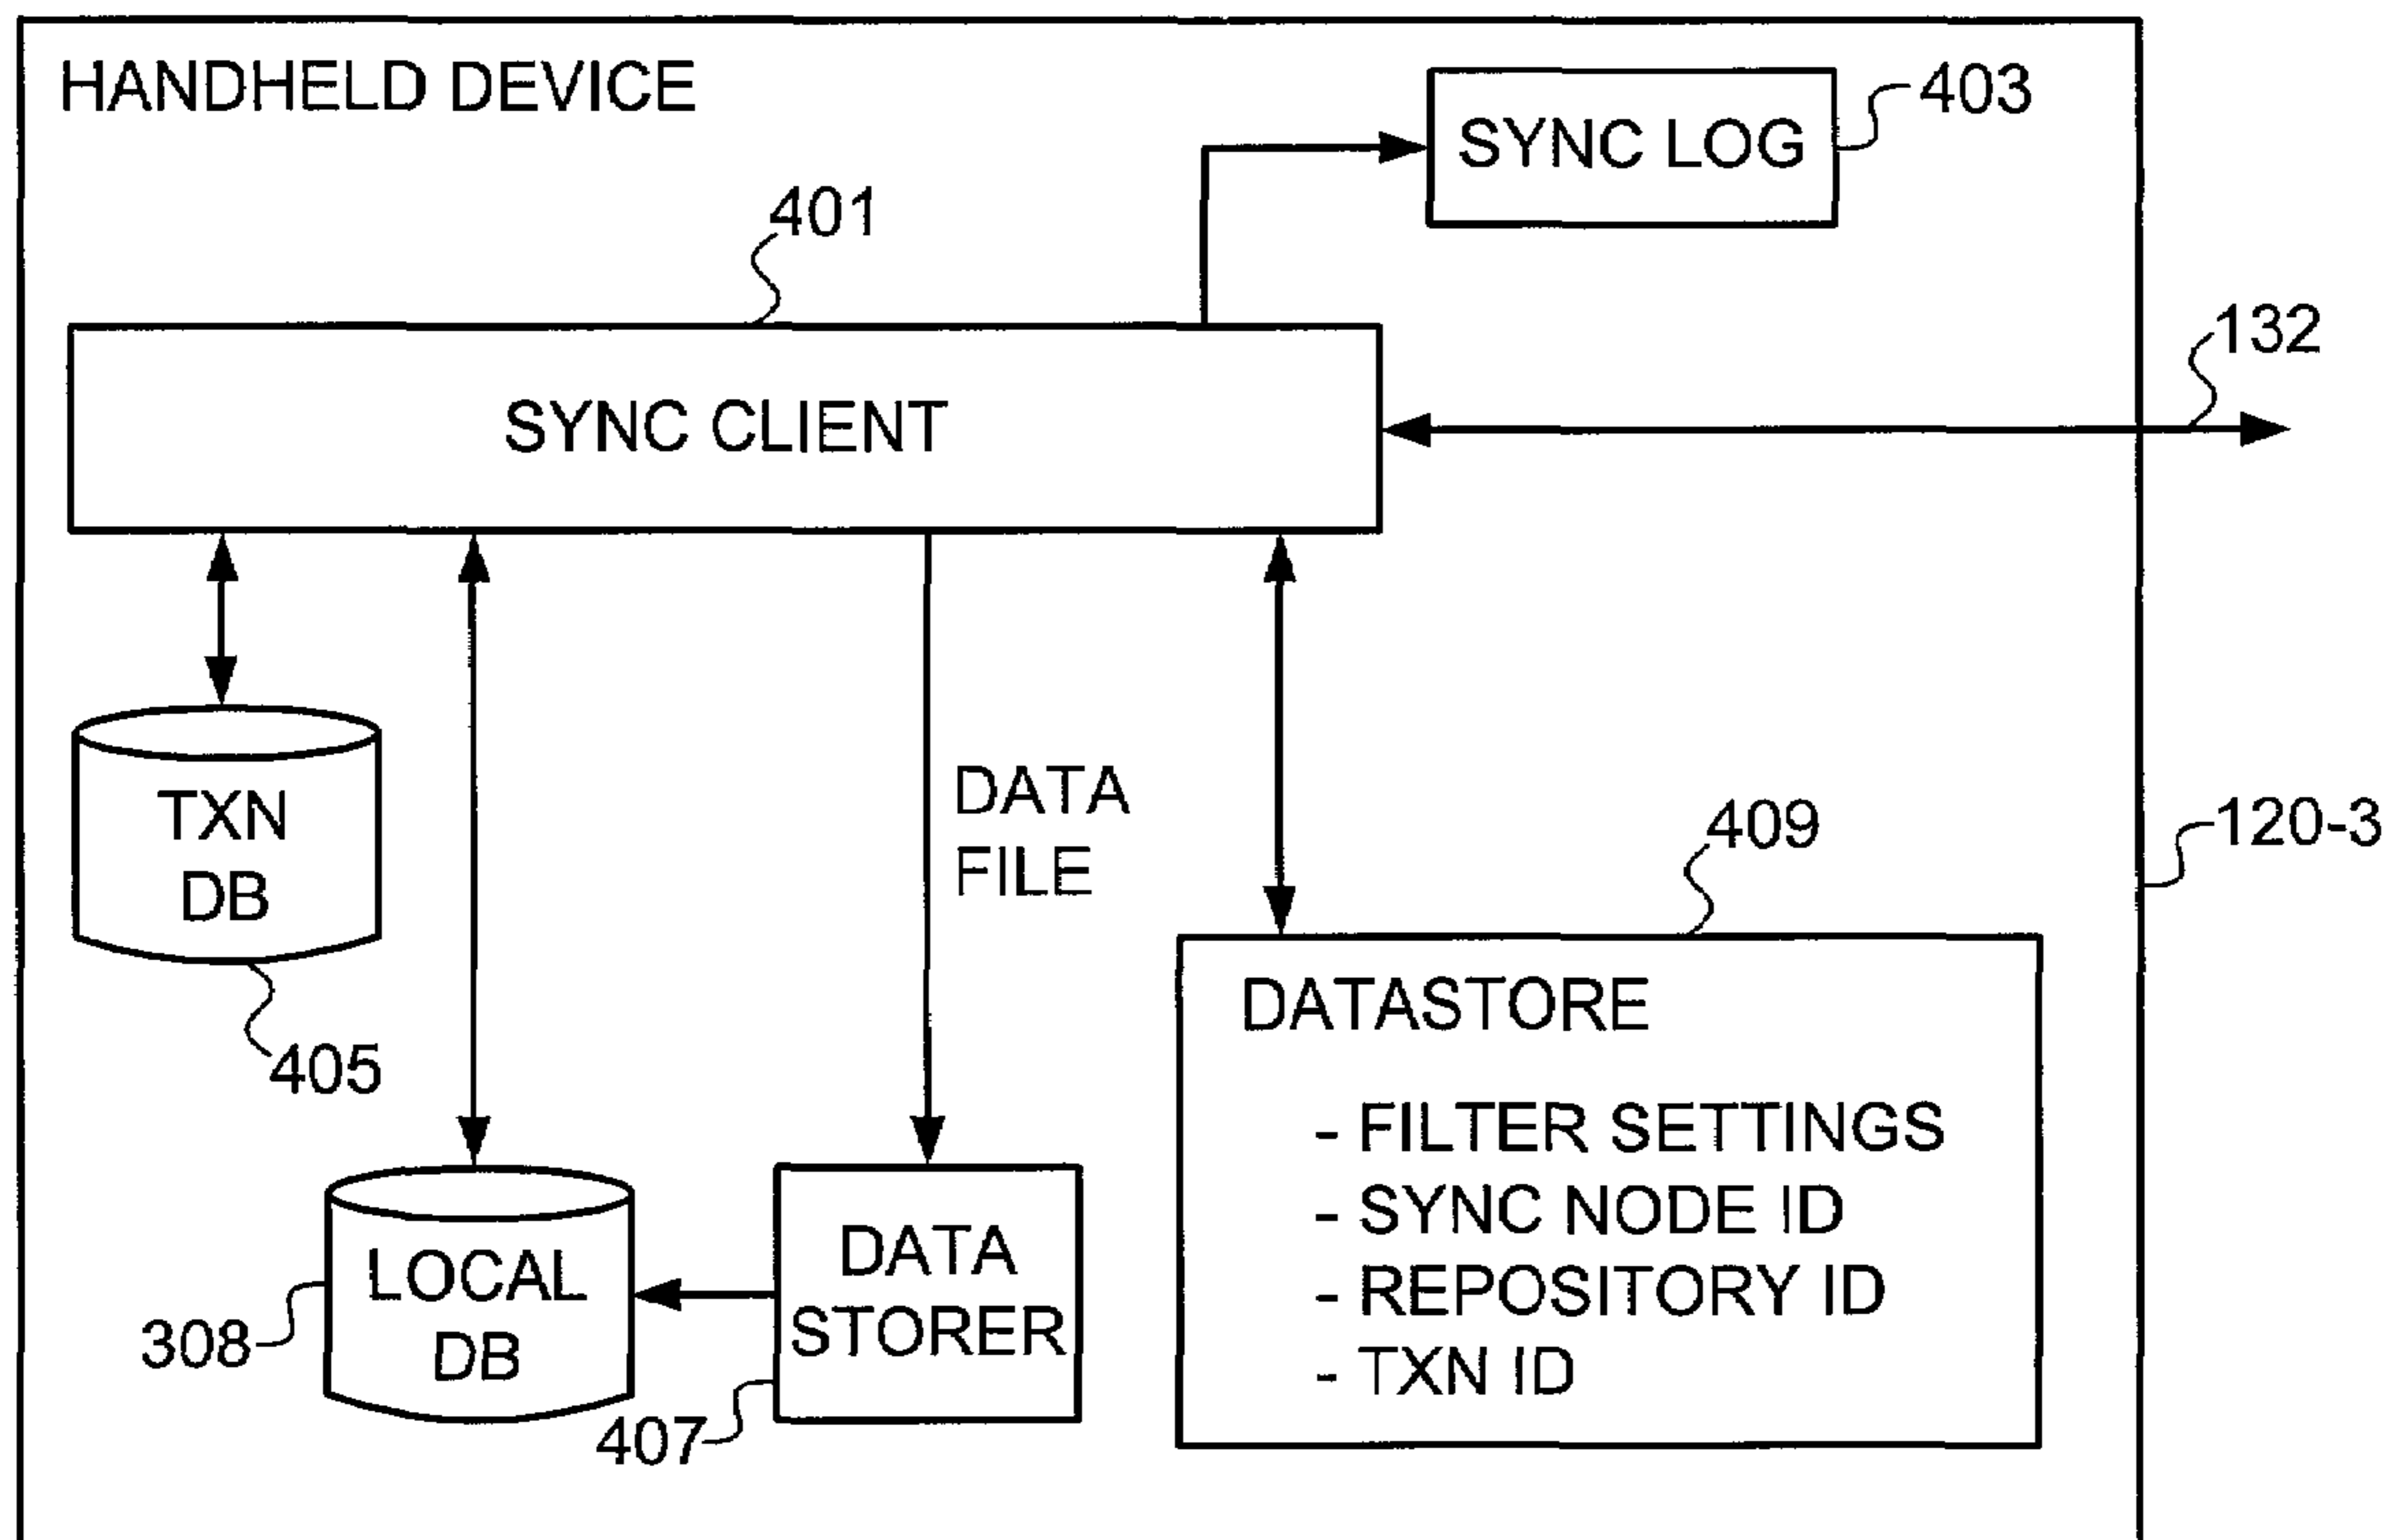 HANDHELD DEVICE
SYNC LOG
403
401
132
SYNC CLIENT
TXN
DB
405
DATA
FILE
409
120-3
DATASTORE
- FILTER SETTINGS
- SYNC NODE ID
- REPOSITORY ID
- TXN ID
LOCAL
DB
308
DATA
STORER
407